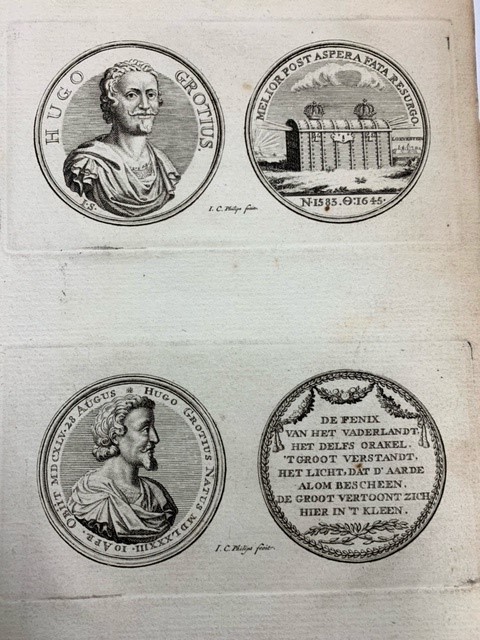 HUGO GROTIUS.
I.S.
MELIOR POST ASPERA FATA RESURGO
LOEVESTEIN
N·1583. Θ:1645·
I. C. Philips fecit.
HUGO GROTIUS NATUS MDLXXXIII·10 APR. OBIIT MDCXLV·28 AUGUS *
DE FENIX
VAN HET VADERLANDT,
HET DELFS ORAKEL.
'T GROOT VERSTANDT,
HET LICHT, DAT D' AARDE
ALOM BESCHEEN.
DE GROOT VERTOONT ZICH
HIER IN 'T KLEEN.
I. C. Philips fecit.